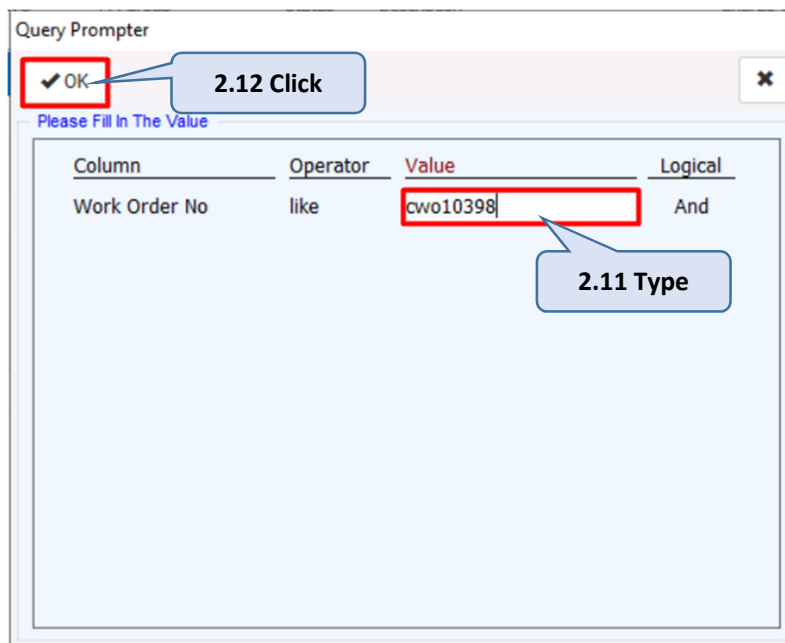 Query Prompter
✔ OK
2.12 Click
✖
Please Fill In The Value
Column Operator Value Logical
Work Order No like cwo10398 And
2.11 Type